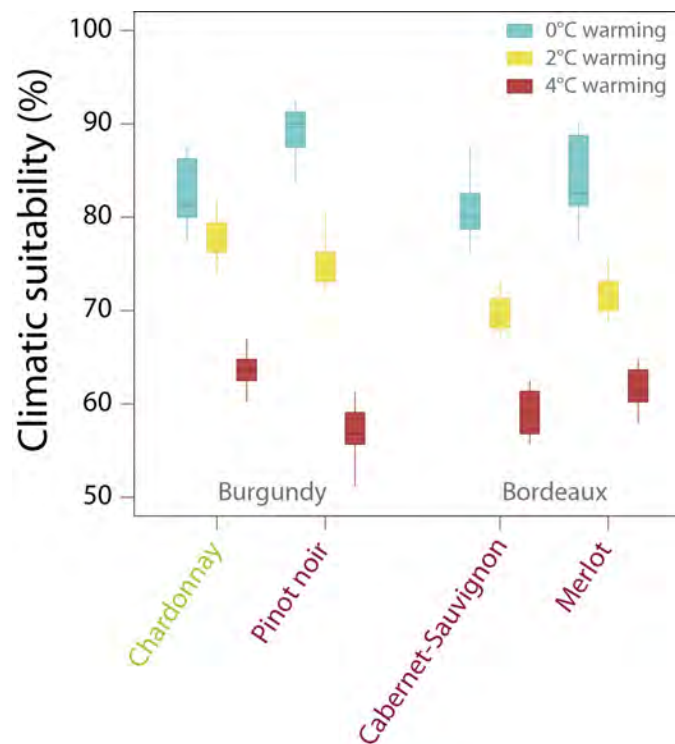 Climatic suitability (%)
100
90
80
70
60
50
0°C warming
2°C warming
4°C warming
Burgundy
Bordeaux
Chardonnay
Pinot noir
Cabernet-Sauvignon
Merlot